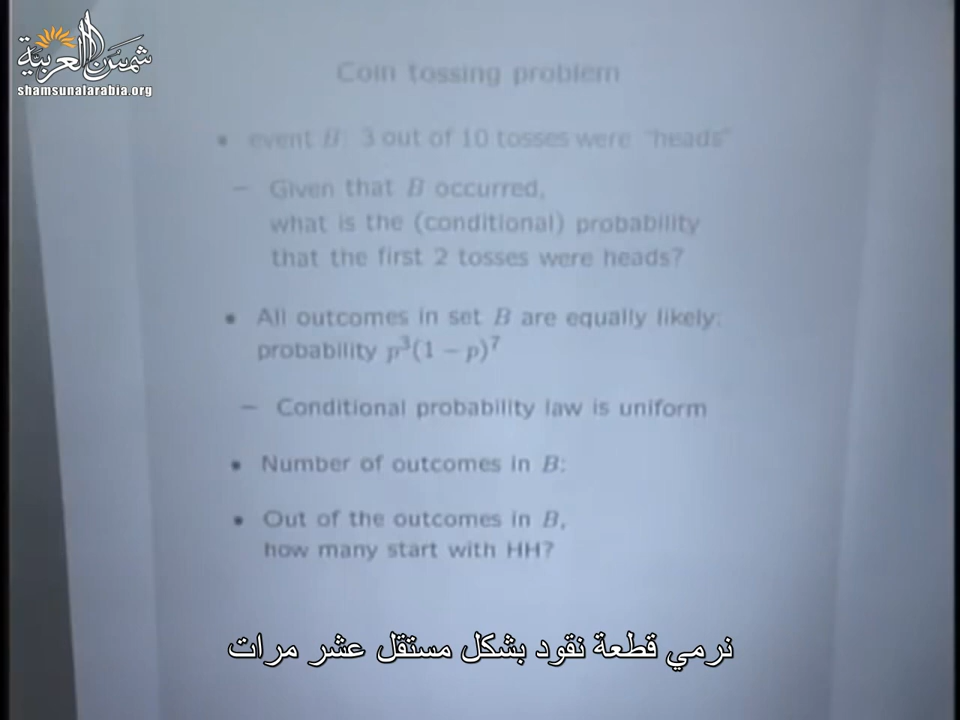 شمس العربية
shamsunalarabia.org
Coin tossing problem
• event B: 3 out of 10 tosses were "heads"
– Given that B occurred,
what is the (conditional) probability
that the first 2 tosses were heads?
• All outcomes in set B are equally likely:
probability p³(1 − p)⁷
– Conditional probability law is uniform
• Number of outcomes in B:
• Out of the outcomes in B,
how many start with HH?
نرمي قطعة نقود بشكل مستقل عشر مرات